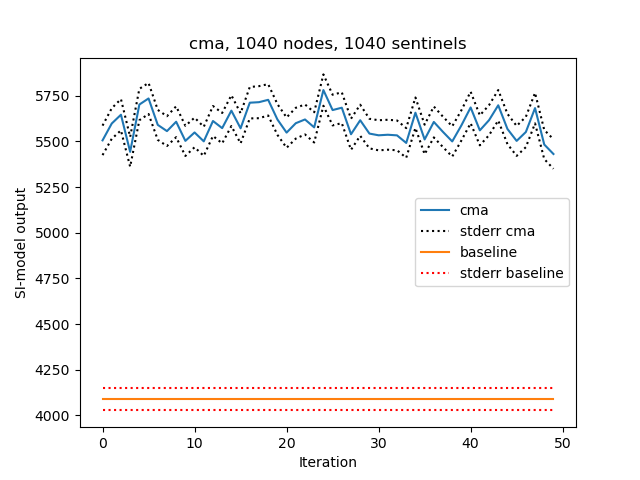 cma, 1040 nodes, 1040 sentinels
SI-model output
5750
5500
5250
5000
4750
4500
4250
4000
cma
stderr cma
baseline
stderr baseline
0 10 20 30 40 50
Iteration